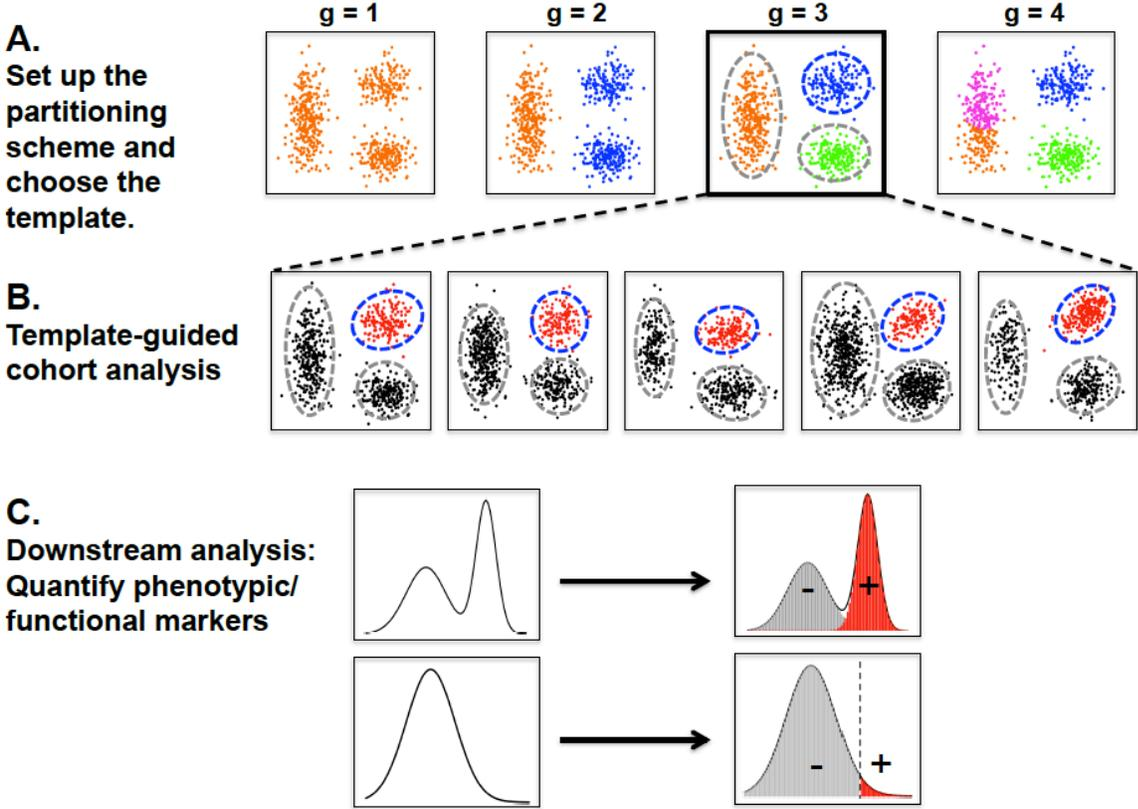 g = 1
g = 2
g = 3
g = 4
A.
Set up the
partitioning
scheme and
choose the
template.
B.
Template-guided
cohort analysis
C.
Downstream analysis:
Quantify phenotypic/
functional markers
- +
- +